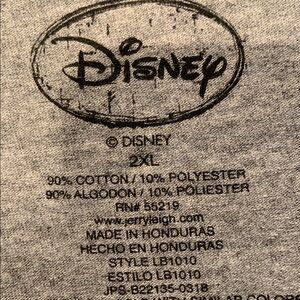 DISNEY
© DISNEY
2XL
90% COTTON / 10% POLYESTER
90% ALGODON / 10% POLIESTER
RN# 55219
www.jerryleigh.com
MADE IN HONDURAS
HECHO EN HONDURAS
STYLE LB1010
ESTILO LB1010
JPS-B22135-0318